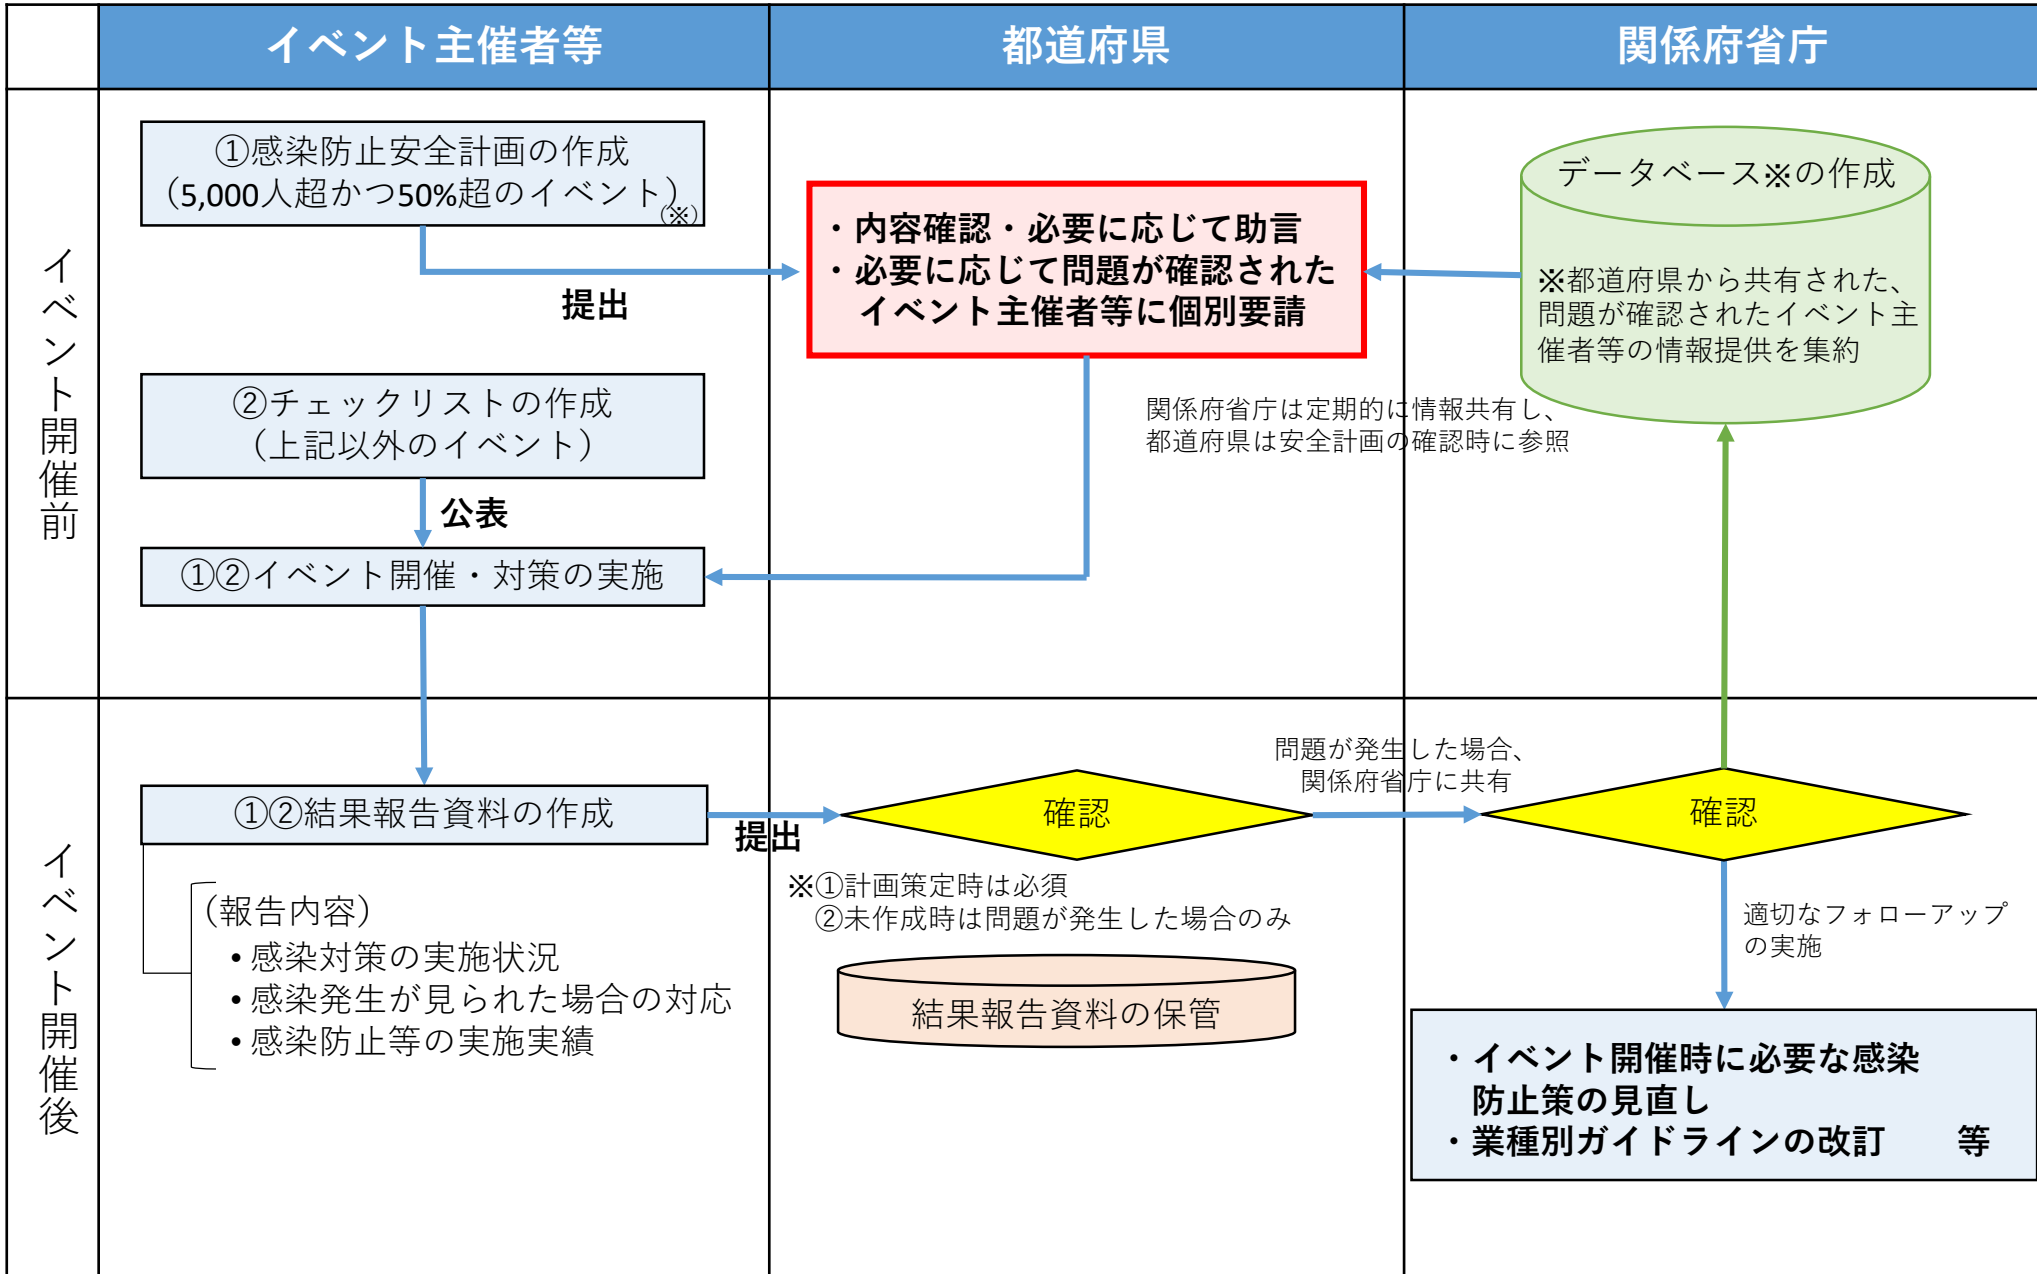 イベント主催者等
都道府県
関係府省庁
イベント開催前
①感染防止安全計画の作成
（5,000人超かつ50%超のイベント）
(※)
提出
②チェックリストの作成
（上記以外のイベント）
公表
①②イベント開催・対策の実施
・内容確認・必要に応じて助言
・必要に応じて問題が確認された
イベント主催者等に個別要請
データベース※の作成
※都道府県から共有された、
問題が確認されたイベント主
催者等の情報提供を集約
関係府省庁は定期的に情報共有し、
都道府県は安全計画の確認時に参照
イベント開催後
①②結果報告資料の作成
提出
（報告内容）
• 感染対策の実施状況
• 感染発生が見られた場合の対応
• 感染防止等の実施実績
確認
※①計画策定時は必須
②未作成時は問題が発生した場合のみ
結果報告資料の保管
問題が発生した場合、
関係府省庁に共有
確認
適切なフォローアップ
の実施
・イベント開催時に必要な感染
防止策の見直し
・業種別ガイドラインの改訂　　等